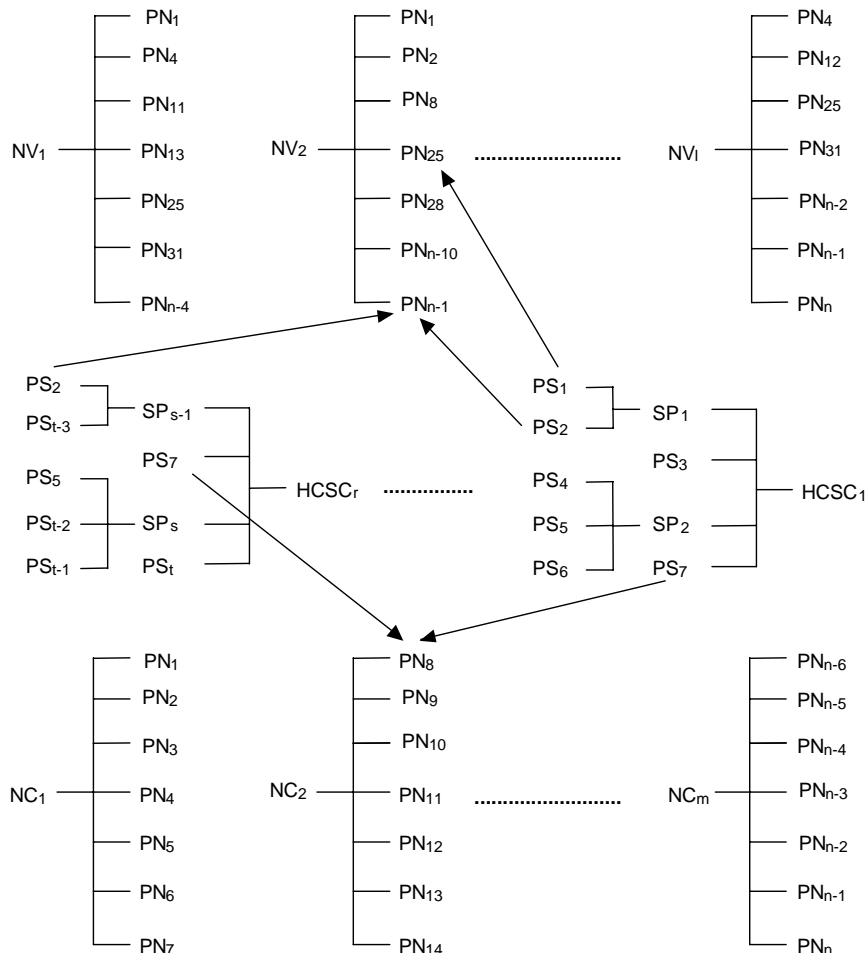 PN₁ PN₁ PN₄
PN₄ PN₂ PN₁₂
PN₁₁ PN₈ PN₂₅
NV₁ PN₁₃ NV₂ PN₂₅ NVₗ PN₃₁
PN₂₅ PN₂₈ PNₙ₋₂
PN₃₁ PNₙ₋₁₀ PNₙ₋₁
PNₙ₋₄ PNₙ₋₁ PNₙ
PS₂ PS₁
SPₛ₋₁ SP₁
PSₜ₋₃ PS₂
PS₇ PS₃
PS₅ PS₄
HCSCᵣ HCSC₁
PSₜ₋₂ SPₛ PS₅ SP₂
PSₜ₋₁ PSₜ PS₆ PS₇
PN₁ PN₈ PNₙ₋₆
PN₂ PN₉ PNₙ₋₅
PN₃ PN₁₀ PNₙ₋₄
NC₁ PN₄ NC₂ PN₁₁ NCₘ PNₙ₋₃
PN₅ PN₁₂ PNₙ₋₂
PN₆ PN₁₃ PNₙ₋₁
PN₇ PN₁₄ PNₙ